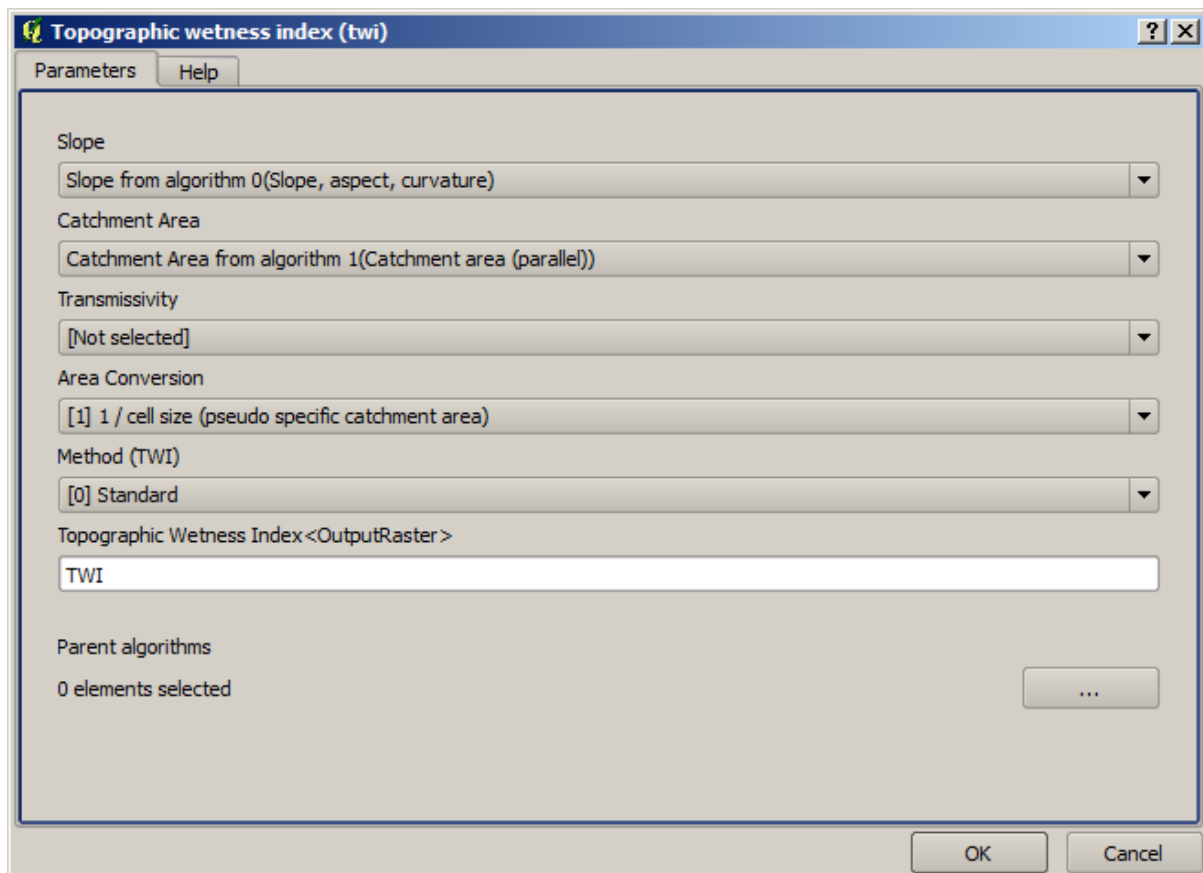 Topographic wetness index (twi)
Parameters Help
Slope
Slope from algorithm 0(Slope, aspect, curvature)
Catchment Area
Catchment Area from algorithm 1(Catchment area (parallel))
Transmissivity
[Not selected]
Area Conversion
[1] 1 / cell size (pseudo specific catchment area)
Method (TWI)
[0] Standard
Topographic Wetness Index<OutputRaster>
TWI
Parent algorithms
0 elements selected ...
OK Cancel